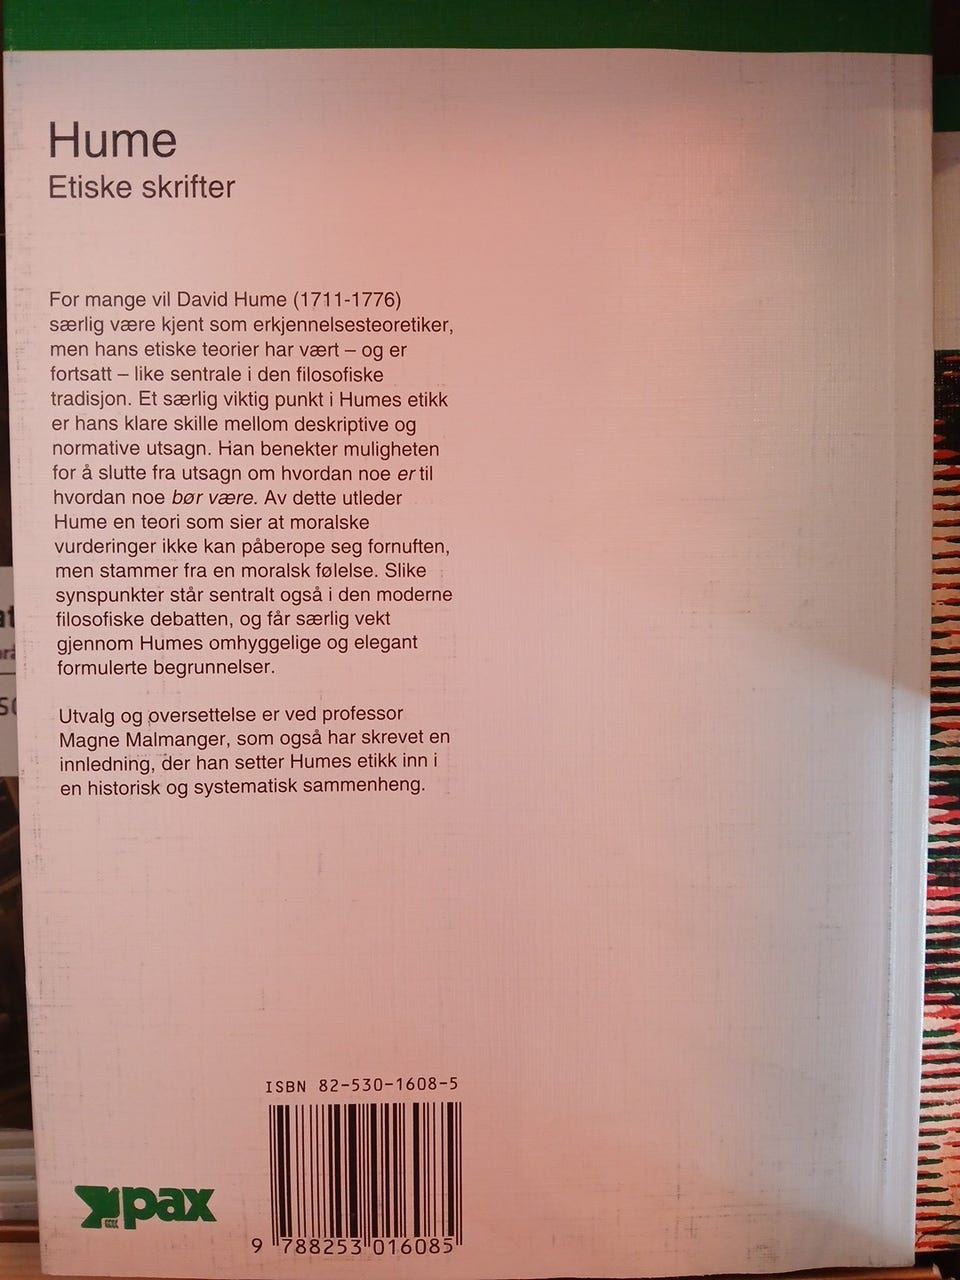 Hume
Etiske skrifter
For mange vil David Hume (1711-1776)
særlig være kjent som erkjennelsesteoretiker,
men hans etiske teorier har vært – og er
fortsatt – like sentrale i den filosofiske
tradisjon. Et særlig viktig punkt i Humes etikk
er hans klare skille mellom deskriptive og
normative utsagn. Han benekter muligheten
for å slutte fra utsagn om hvordan noe er til
hvordan noe bør være. Av dette utleder
Hume en teori som sier at moralske
vurderinger ikke kan påberope seg fornuften,
men stammer fra en moralsk følelse. Slike
synspunkter står sentralt også i den moderne
filosofiske debatten, og får særlig vekt
gjennom Humes omhyggelige og elegant
formulerte begrunnelser.
Utvalg og oversettelse er ved professor
Magne Malmanger, som også har skrevet en
innledning, der han setter Humes etikk inn i
en historisk og systematisk sammenheng.
ISBN 82-530-1608-5
pax
9 788253 016085